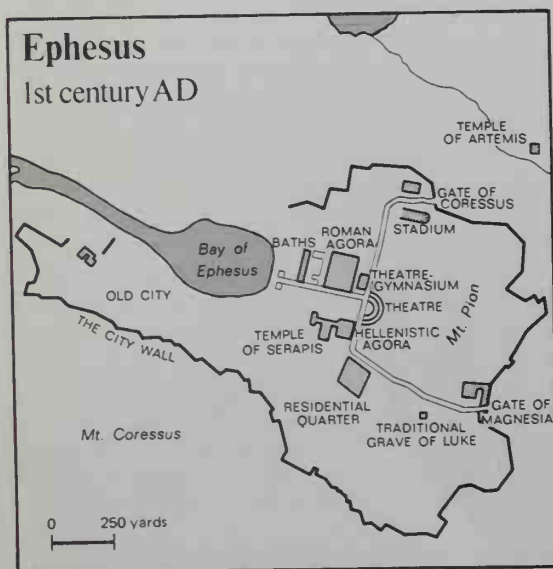 Ephesus
1st century AD
TEMPLE
OF ARTEMIS
GATE OF
CORESSUS
STADIUM
ROMAN
AGORA
BATHS
Bay of
Ephesus
THEATRE-
GYMNASIUM
THEATRE
Mt. Pion
OLD CITY
TEMPLE
OF SERAPIS
HELLENISTIC
AGORA
THE CITY WALL
RESIDENTIAL
QUARTER
GATE OF
MAGNESIA
TRADITIONAL
GRAVE OF LUKE
Mt. Coressus
0 250 yards